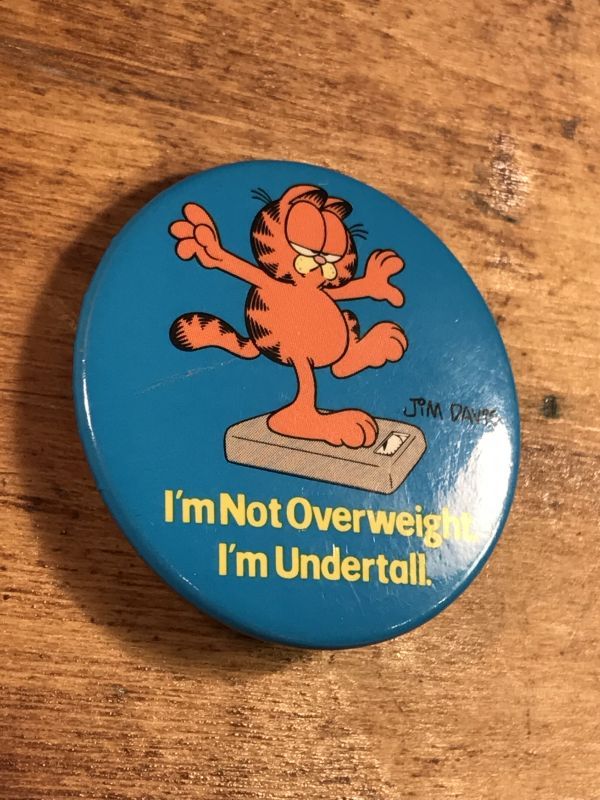 JIM DAVIS
I'm Not Overweight.
I'm Undertall.